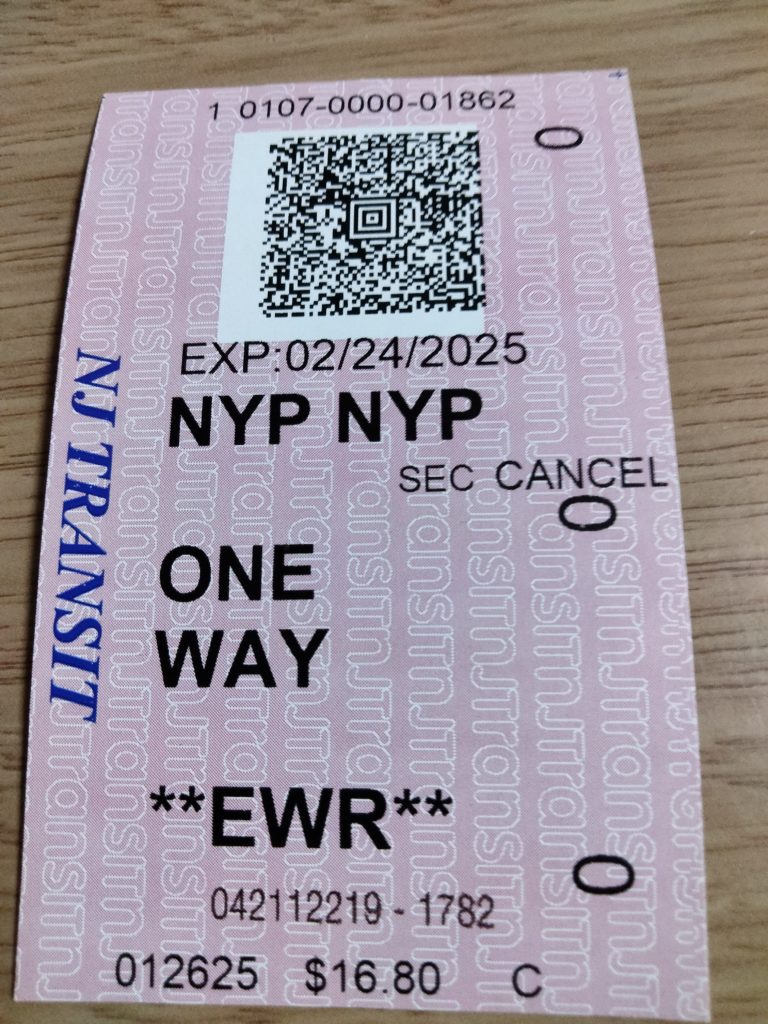 1 0107-0000-01862
O
EXP:02/24/2025
NYP NYP
SEC CANCEL
O
ONE
WAY
NJ TRANSIT
**EWR**
O
042112219 - 1782
012625 $16.80 C